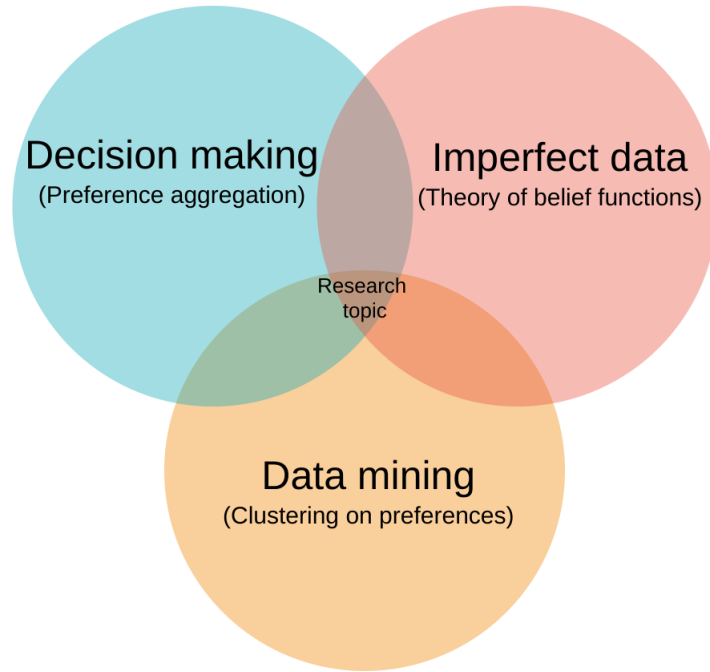 Decision making
(Preference aggregation)
Imperfect data
(Theory of belief functions)
Research
topic
Data mining
(Clustering on preferences)